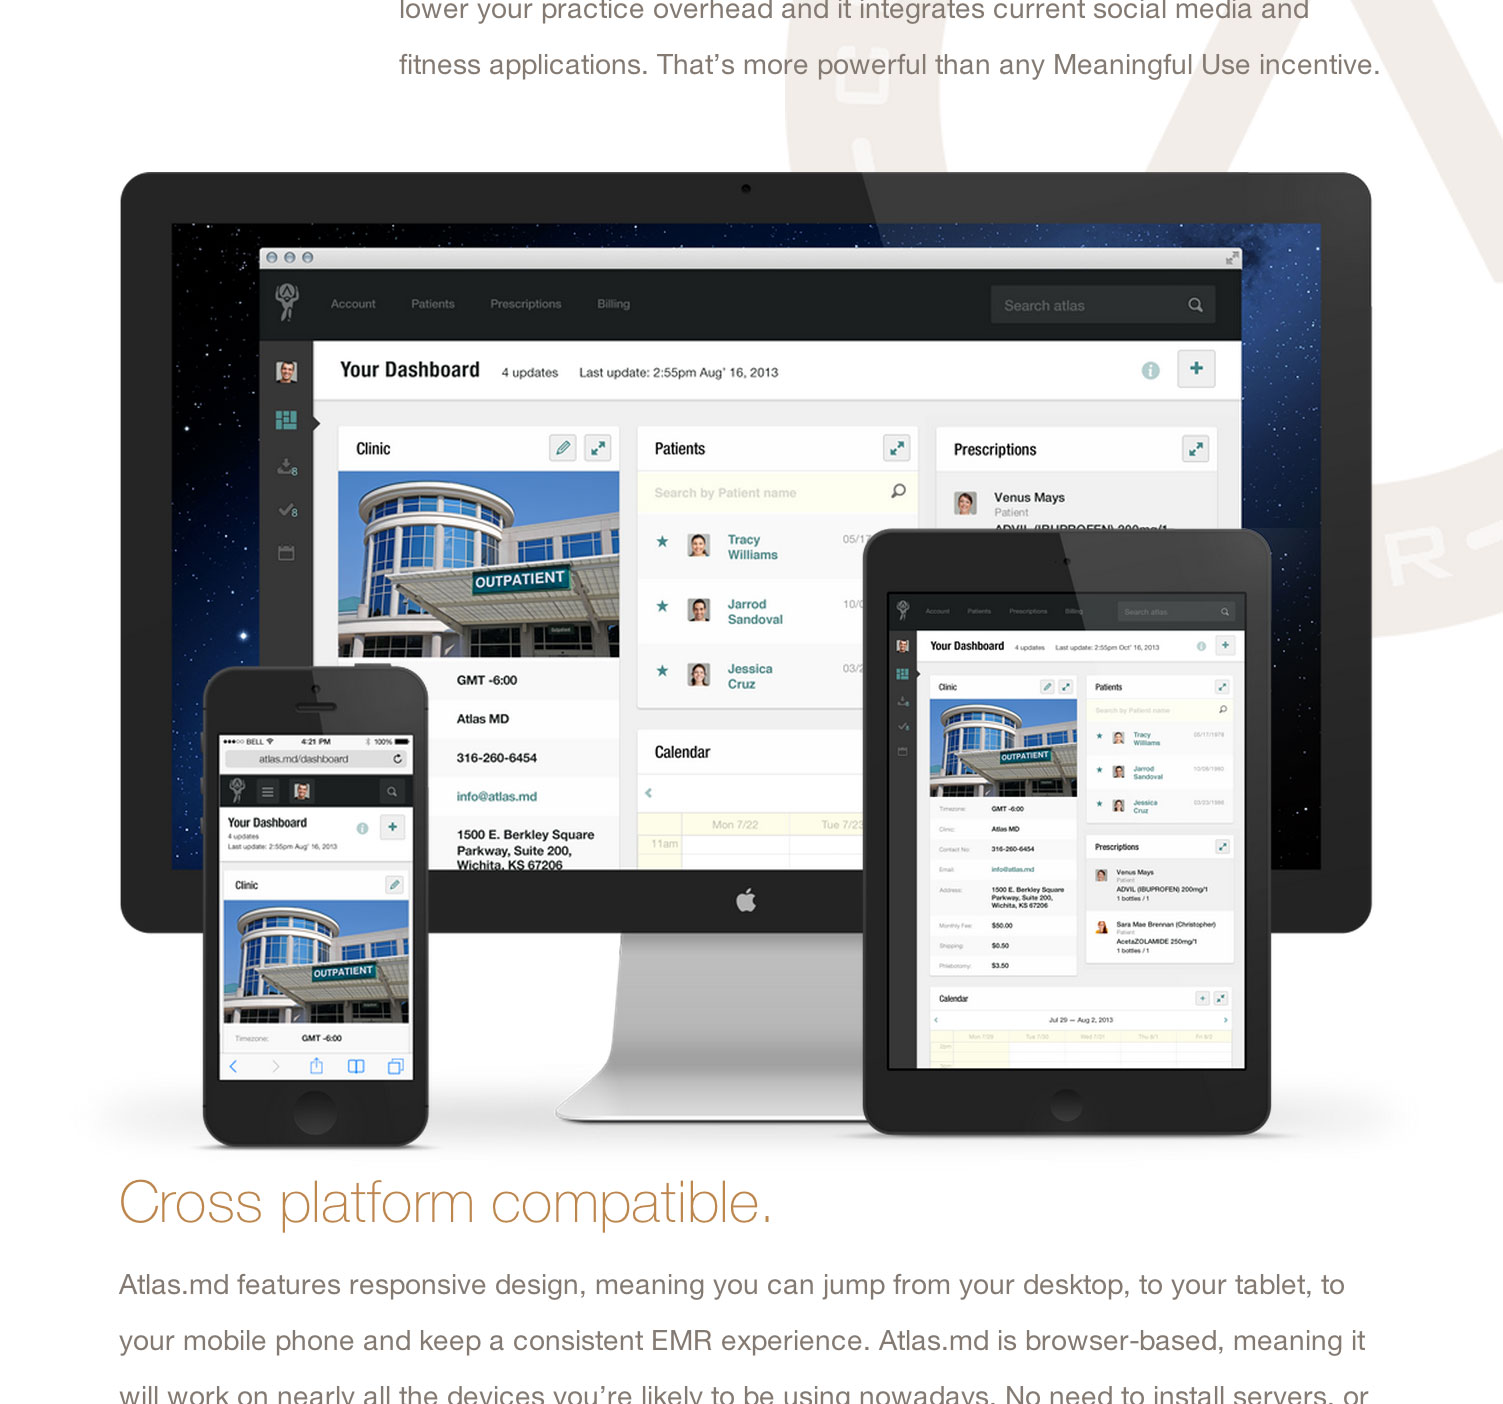 lower your practice overhead and it integrates current social media and
fitness applications. That's more powerful than any Meaningful Use incentive.
Account Patients Prescriptions Billing
Search atlas
Your Dashboard 4 updates Last update: 2:55pm Aug' 16, 2013
Clinic
OUTPATIENT
GMT -6:00
Atlas MD
316-260-6454
info@atlas.md
1500 E. Berkley Square
Parkway, Suite 200,
Wichita, KS 67206
Patients
Search by Patient name
Tracy
Williams
05/17
Jarrod
Sandoval
10/0
Jessica
Cruz
03/2
Calendar
Mon 7/22 Tue 7/23
11am
Prescriptions
Venus Mays
Patient
ADVIL (IBUPROFEN) 200mg/1
8
8
BELL 4:21 PM 100%
atlas.md/dashboard
Your Dashboard
4 updates
Last update: 2:55pm Aug' 16, 2013
Clinic
OUTPATIENT
Timezone: GMT -6:00
Account Patients Prescriptions Billing
Search atlas
Your Dashboard 4 updates Last update: 2:55pm Oct' 16, 2013
Clinic
OUTPATIENT
Timezone: GMT -6:00
Clinic: Atlas MD
Contact No: 316-260-6454
Email: info@atlas.md
Address: 1500 E. Berkley Square
Parkway, Suite 200,
Wichita, KS 67206
Monthly Fee: $50.00
Shipping: $0.50
Phlebotomy: $3.50
Patients
Search by Patient name
Tracy
Williams
05/17/1978
Jarrod
Sandoval
10/08/1980
Jessica
Cruz
03/23/1986
Prescriptions
Venus Mays
Patient
ADVIL (IBUPROFEN) 200mg/1
1 bottles / 1
Sara Mae Brennan (Christopher)
Patient
AcetaZOLAMIDE 250mg/1
1 bottles / 1
Calendar
Jul 29 — Aug 2, 2013
Mon 7/29 Tue 7/30 Wed 7/31 Thu 8/1 Fri 8/2
2pm
3pm
R
Cross platform compatible.
Atlas.md features responsive design, meaning you can jump from your desktop, to your tablet, to
your mobile phone and keep a consistent EMR experience. Atlas.md is browser-based, meaning it
will work on nearly all the devices you're likely to be using nowadays. No need to install servers, or